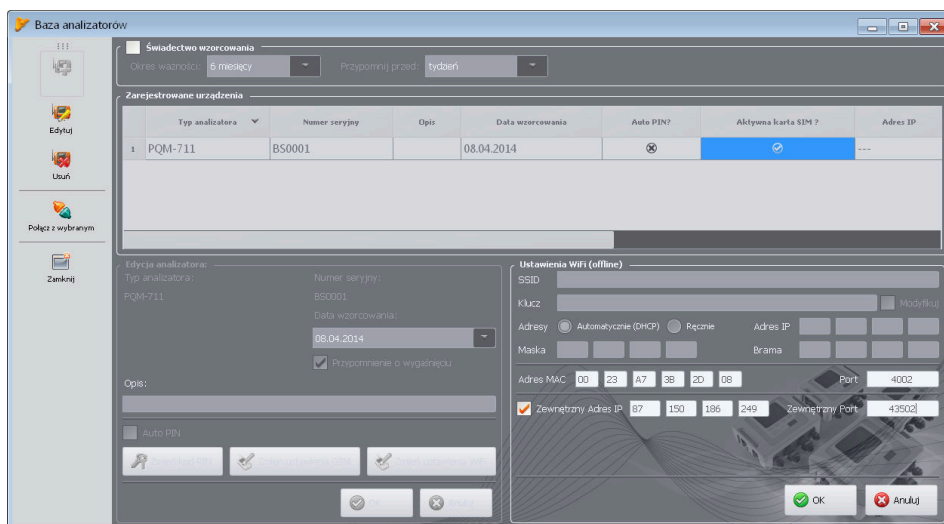 Baza analizatorów
Edytuj
Usuń
Połącz z wybranym
Zamknij
Świadectwo wzorcowania
Okres ważności: 6 miesięcy Przypomnij przed: tydzień
Zarejestrowane urządzenia
Typ analizatora Numer seryjny Opis Data wzorcowania Auto PIN? Aktywna karta SIM ? Adres IP
1 PQM-711 BS0001 08.04.2014 ---
Edycja analizatora:
Typ analizatora: Numer seryjny:
PQM-711 BS0001
Data wzorcowania:
08.04.2014
Przypomnienie o wygaśnięciu
Opis:
Auto PIN
Ustawienia WiFi (offline)
SSID
Klucz Modyfikuj
Adresy Automatycznie (DHCP) Ręcznie Adres IP
Maska Brama
Adres MAC 00 23 A7 3B 2D 08 Port 4002
Zewnętrzny Adres IP 87 150 186 249 Zewnętrzny Port 43502
OK Anuluj